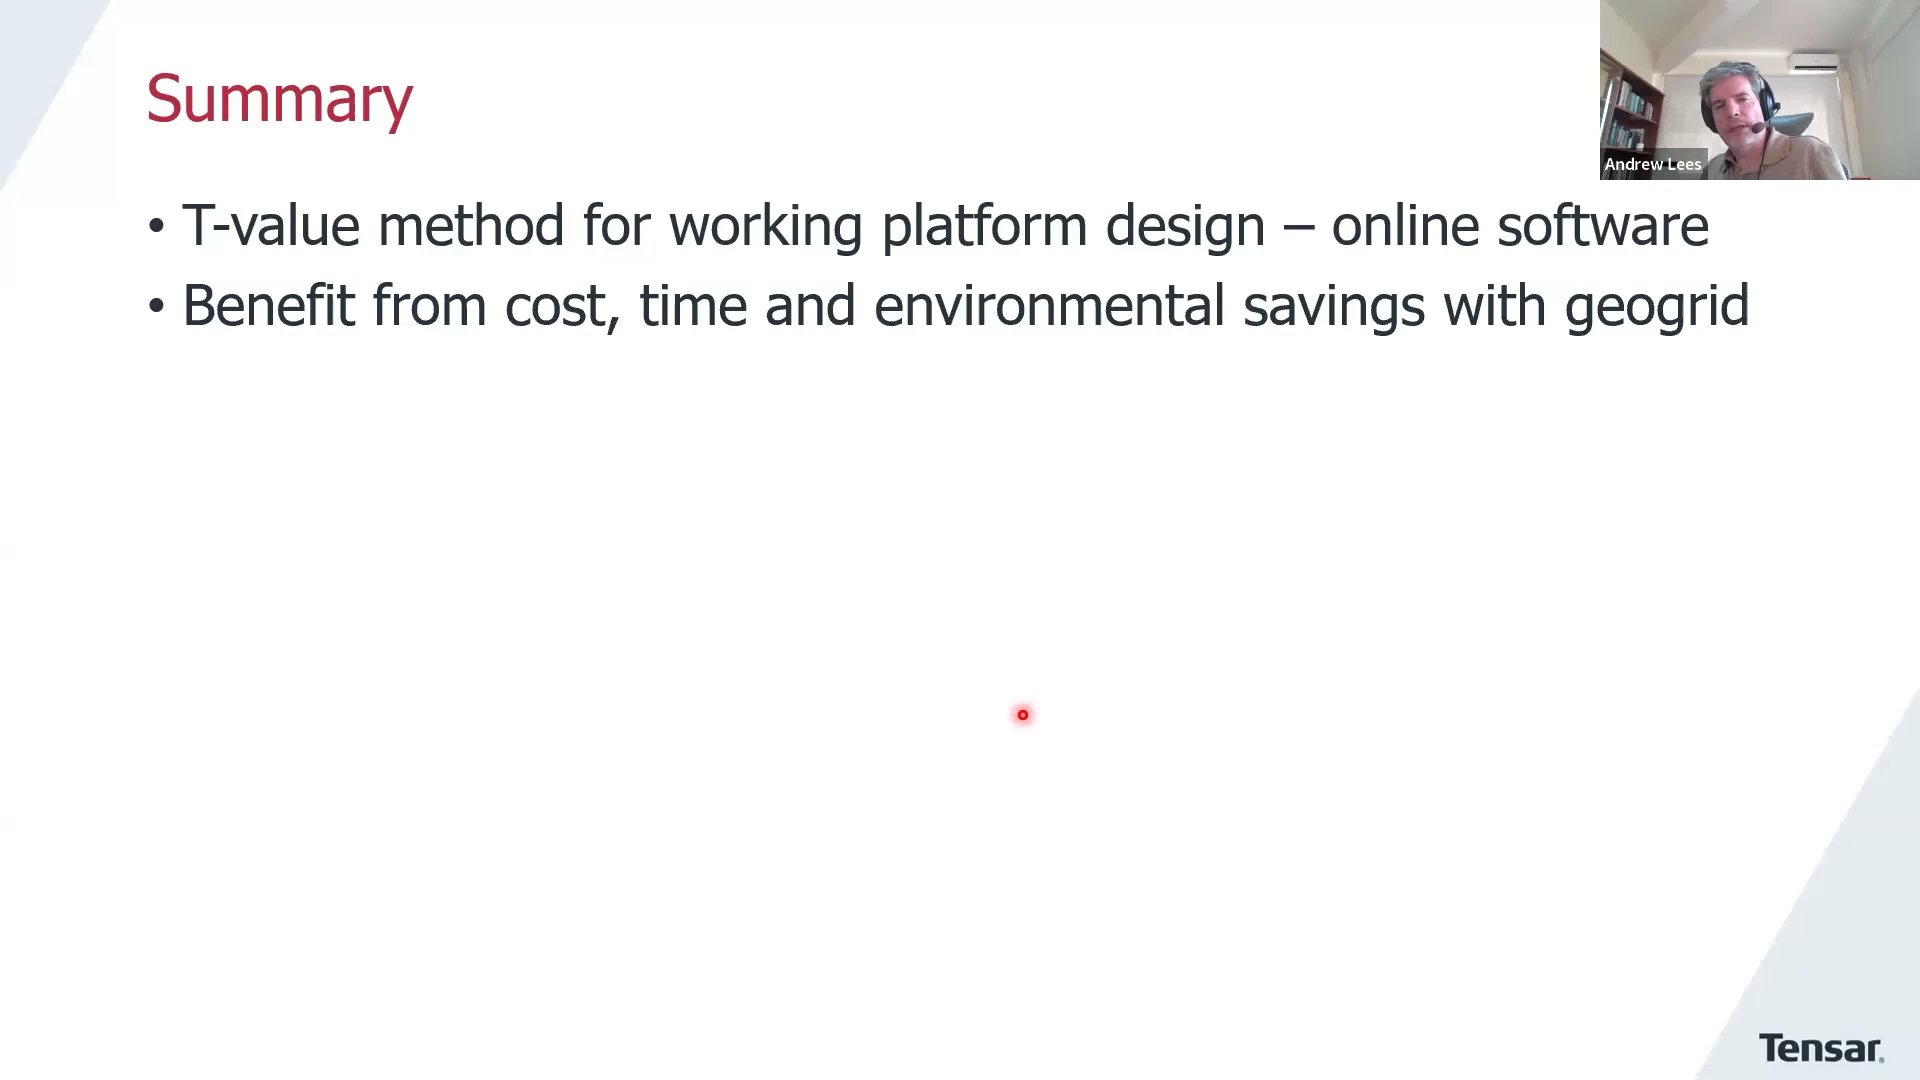 Summary
Andrew Lees
• T-value method for working platform design – online software
• Benefit from cost, time and environmental savings with geogrid
Tensar®